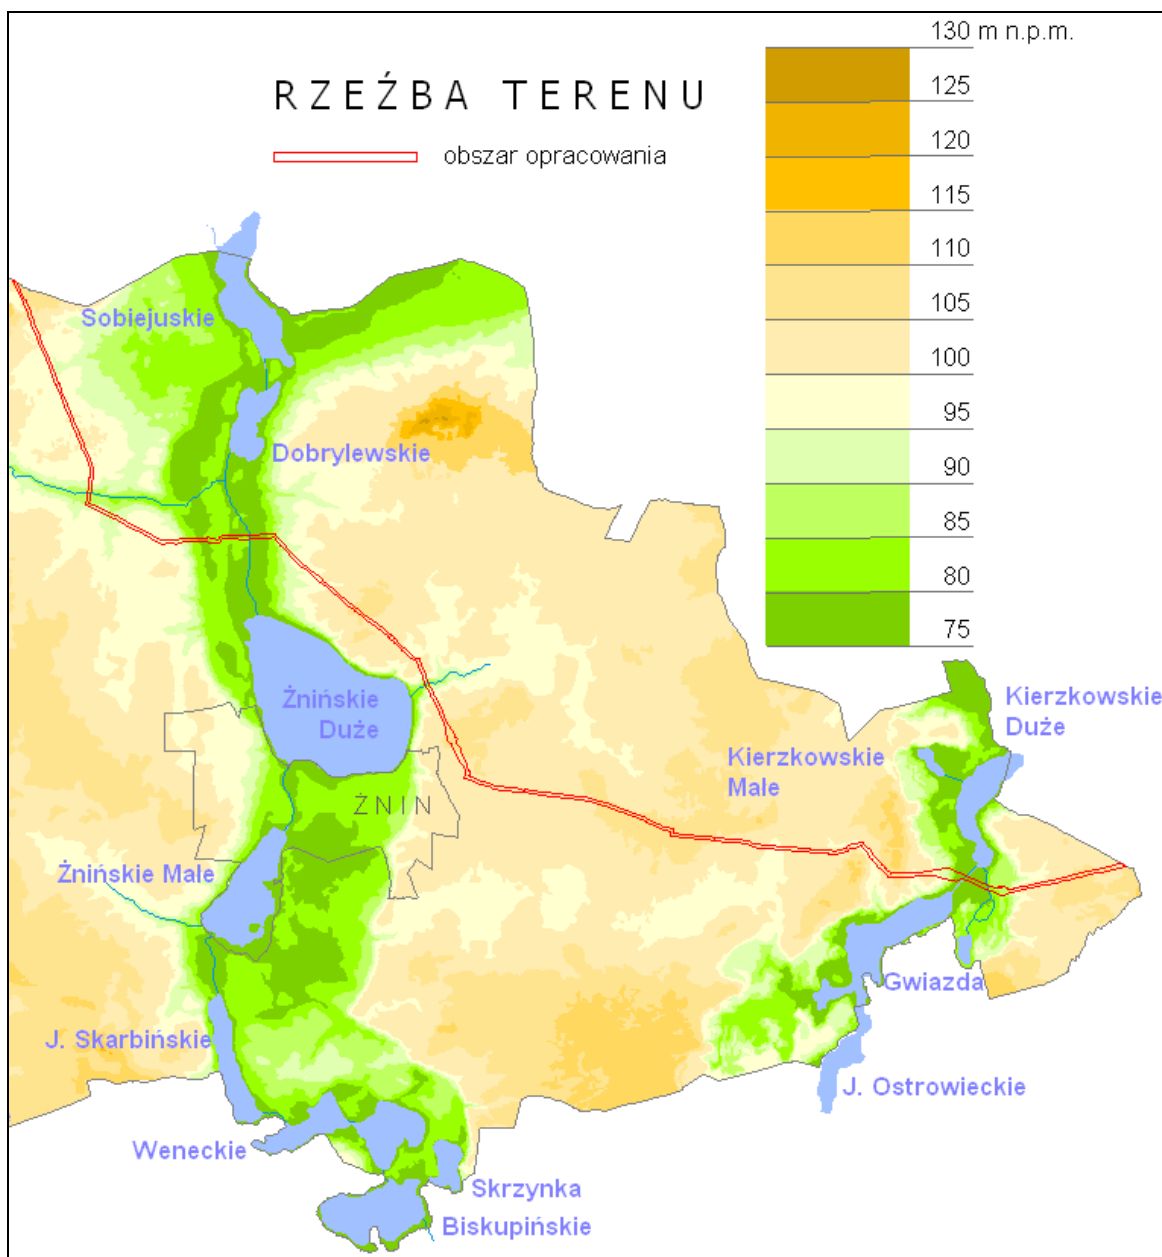 130 m n.p.m.
RZEŹBA TERENU
125
obszar opracowania
120
115
110
105
100
95
90
85
80
75
Sobiejuskie
Dobrylewskie
Żnińskie
Duże
Kierzkowskie
Duże
Kierzkowskie
Małe
ŻNIN
Żnińskie Małe
Gwiazda
J. Skarbińskie
J. Ostrowieckie
Weneckie
Skrzynka
Biskupińskie